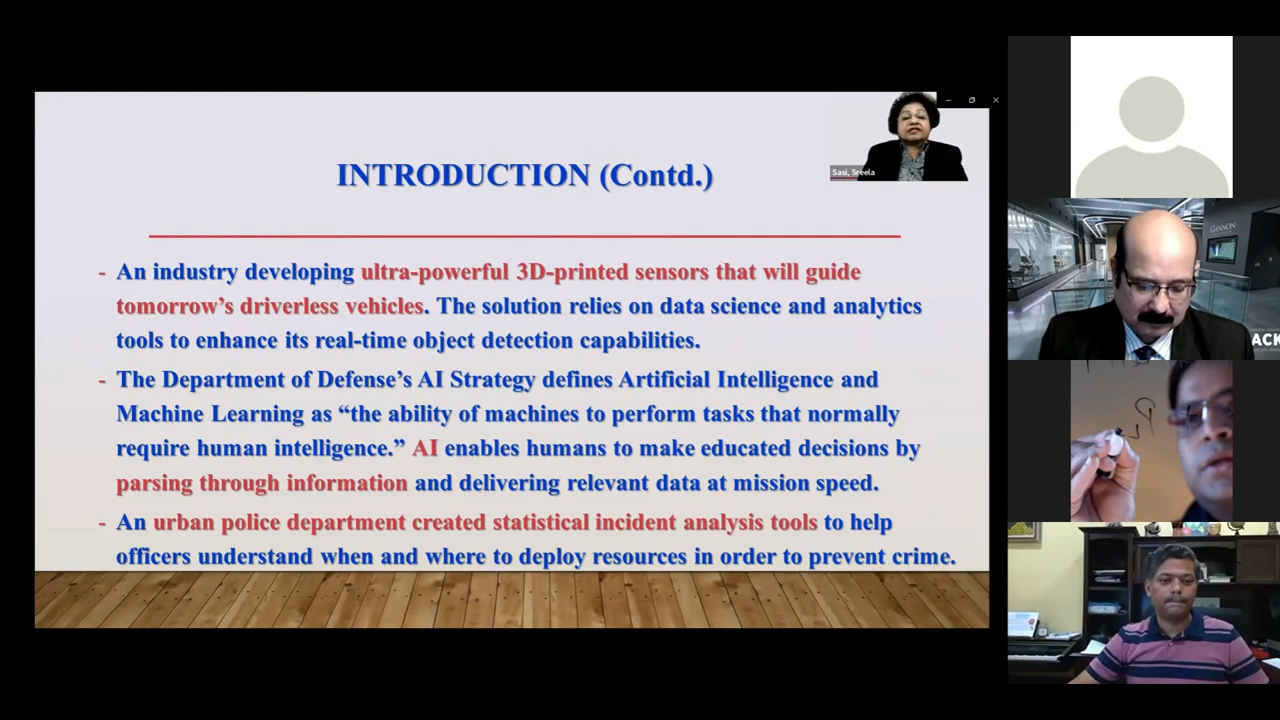 INTRODUCTION (Contd.)
Sasi, Sreela
- An industry developing ultra-powerful 3D-printed sensors that will guide
tomorrow’s driverless vehicles. The solution relies on data science and analytics
tools to enhance its real-time object detection capabilities.
- The Department of Defense’s AI Strategy defines Artificial Intelligence and
Machine Learning as “the ability of machines to perform tasks that normally
require human intelligence.” AI enables humans to make educated decisions by
parsing through information and delivering relevant data at mission speed.
- An urban police department created statistical incident analysis tools to help
officers understand when and where to deploy resources in order to prevent crime.
GANNON
ACK